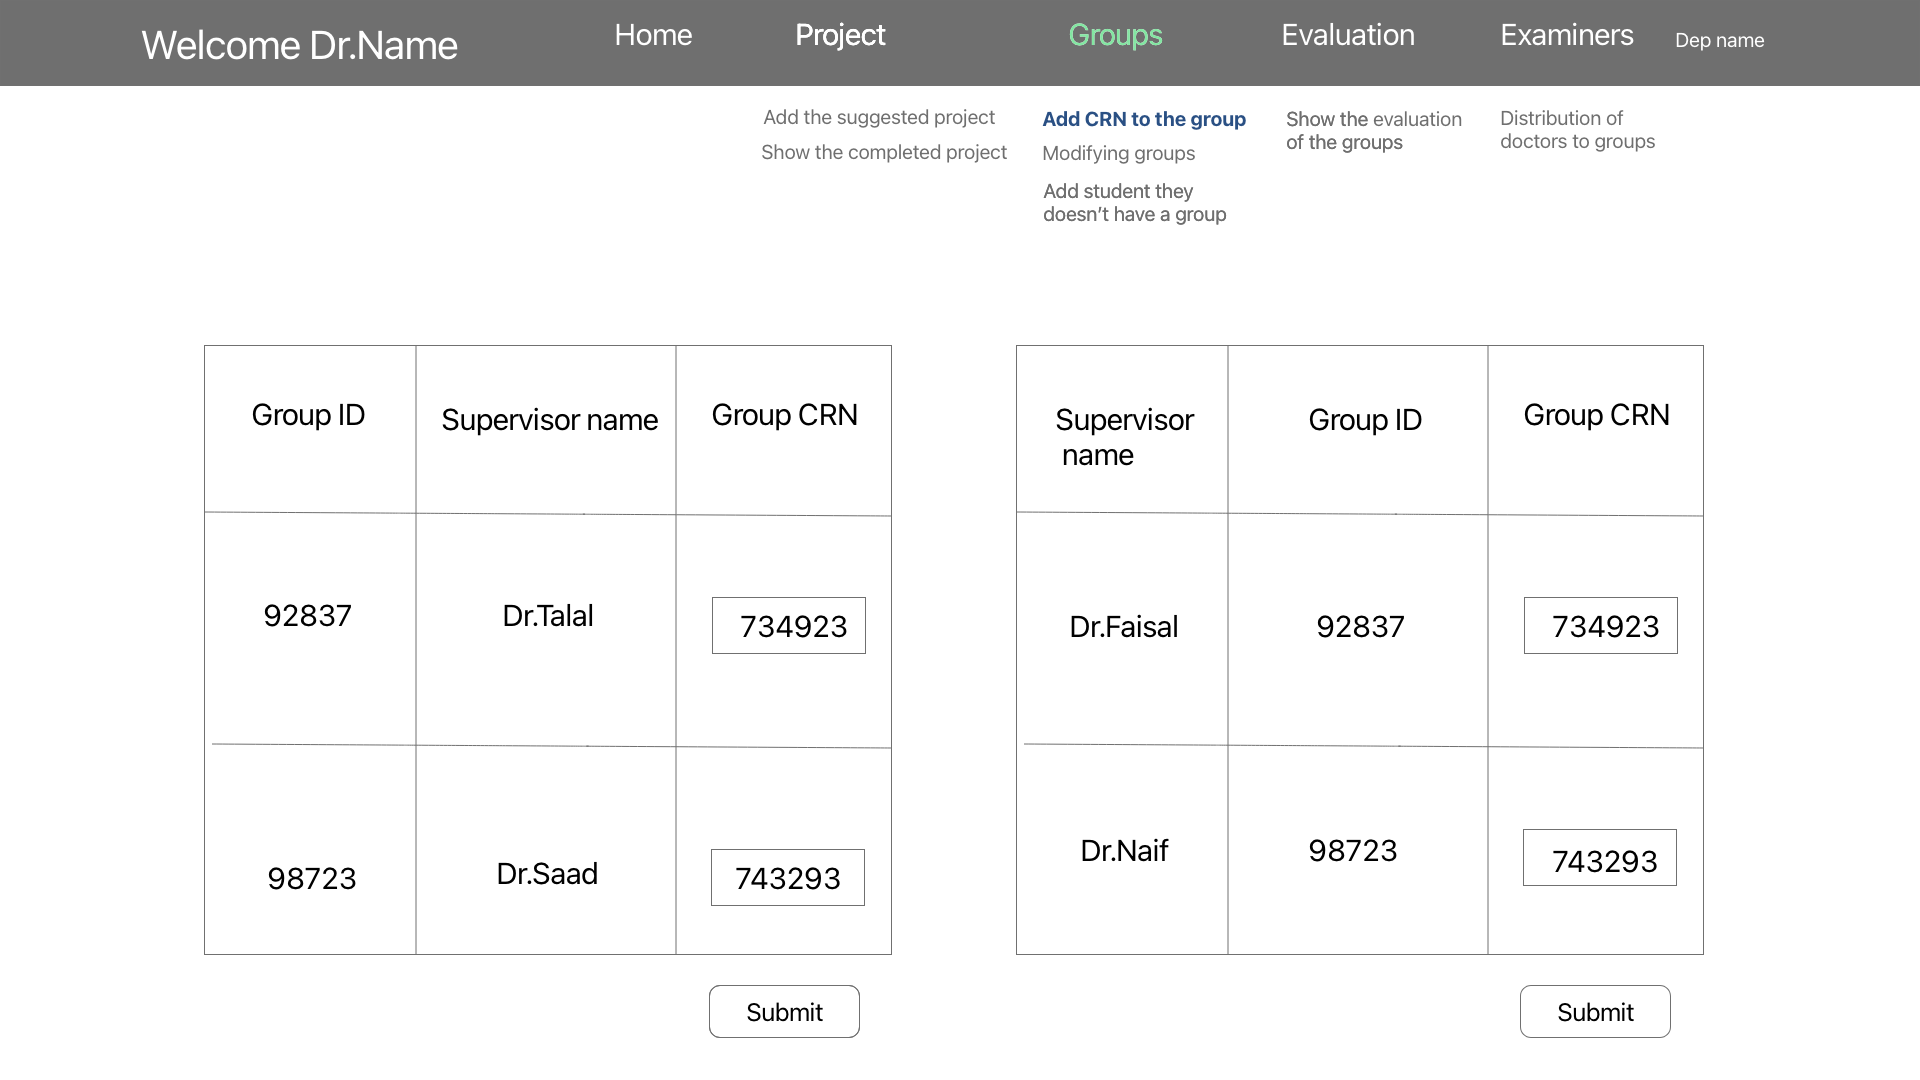 Welcome Dr.Name
Home
Project
Groups
Evaluation
Examiners
Dep name
Add the suggested project
Show the completed project
Add CRN to the group
Modifying groups
Add student they
doesn't have a group
Show the evaluation
of the groups
Distribution of
doctors to groups
Group ID
Supervisor name
Group CRN
92837
Dr.Talal
734923
98723
Dr.Saad
743293
Submit
Supervisor
name
Group ID
Group CRN
Dr.Faisal
92837
734923
Dr.Naif
98723
743293
Submit